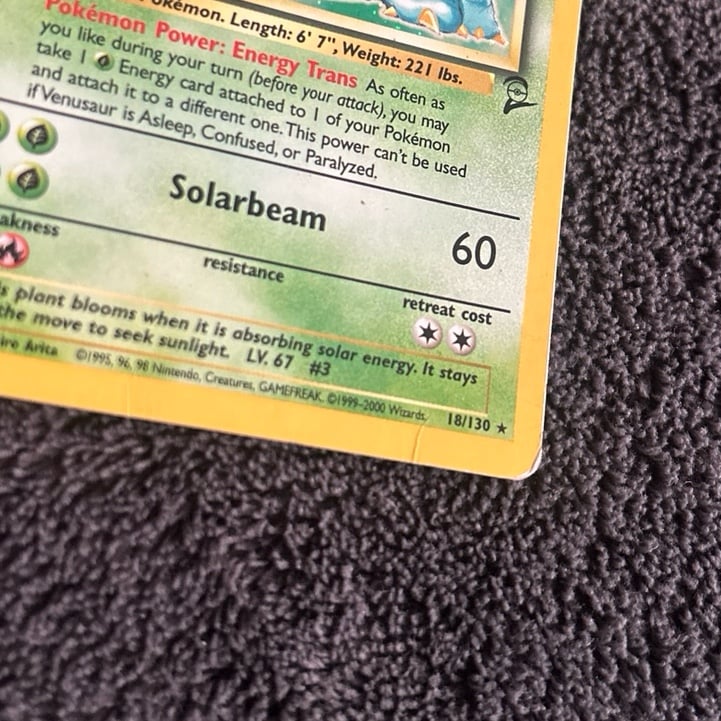 okémon. Length: 6' 7", Weight: 221 lbs.
Pokémon Power: Energy Trans As often as
you like during your turn (before your attack), you may
take 1 Energy card attached to 1 of your Pokémon
and attach it to a different one. This power can't be used
if Venusaur is Asleep, Confused, or Paralyzed.
Solarbeam 60
akness resistance retreat cost
s plant blooms when it is absorbing solar energy. It stays
the move to seek sunlight. LV. 67 #3
Arita ©1995, 96, 98 Nintendo, Creatures, GAMEFREAK. ©1999-2000 Wizards. 18/130 ★